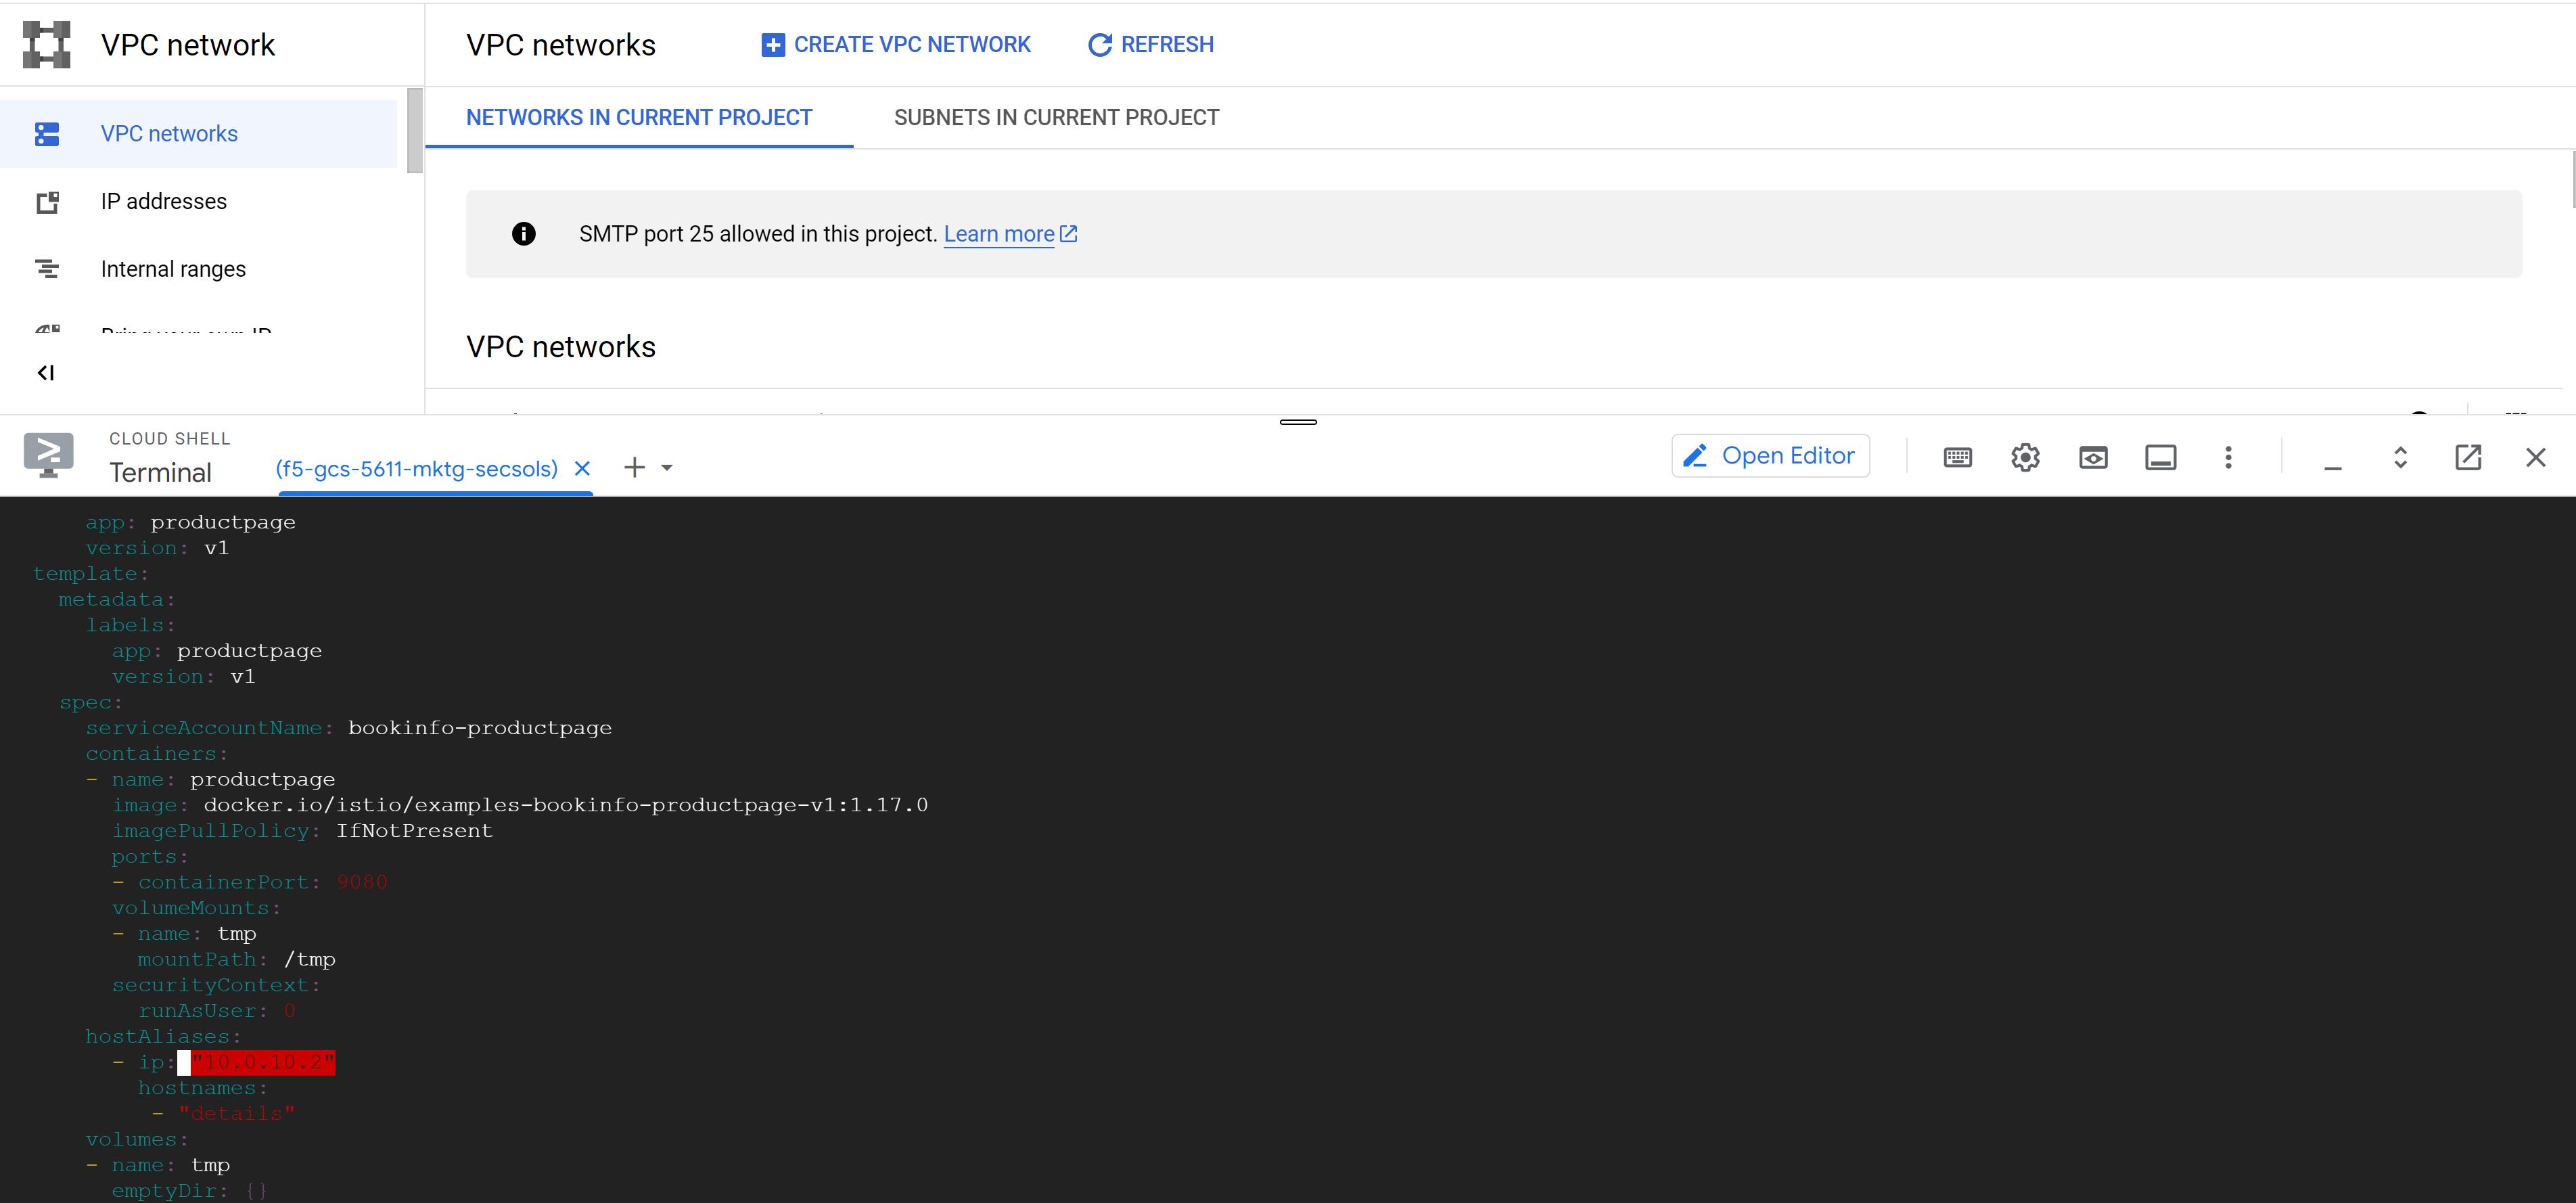 VPC network
VPC networks
CREATE VPC NETWORK
REFRESH
VPC networks
IP addresses
Internal ranges
Bring your own IP
NETWORKS IN CURRENT PROJECT
SUBNETS IN CURRENT PROJECT
SMTP port 25 allowed in this project. Learn more
VPC networks
CLOUD SHELL
Terminal
(f5-gcs-5611-mktg-secsols)
Open Editor
app: productpage
version: v1
template:
metadata:
labels:
app: productpage
version: v1
spec:
serviceAccountName: bookinfo-productpage
containers:
- name: productpage
image: docker.io/istio/examples-bookinfo-productpage-v1:1.17.0
imagePullPolicy: IfNotPresent
ports:
- containerPort: 9080
volumeMounts:
- name: tmp
mountPath: /tmp
securityContext:
runAsUser: 0
hostAliases:
- ip: "10.0.10.2"
hostnames:
- "details"
volumes:
- name: tmp
emptyDir: {}